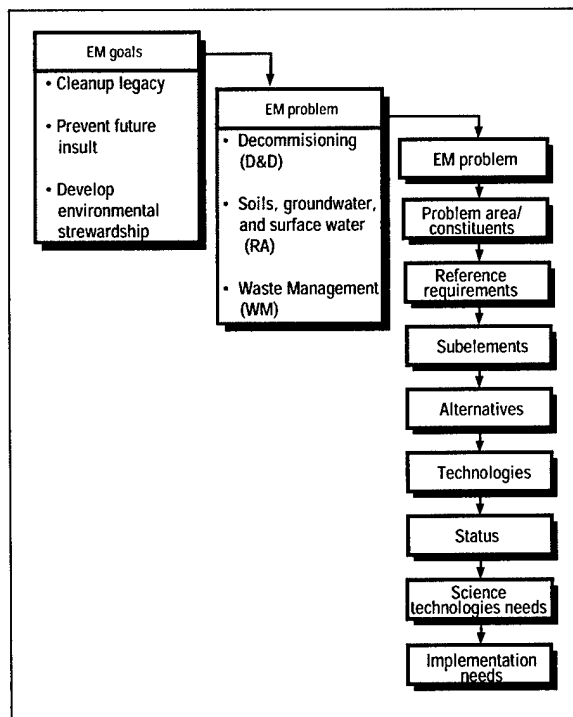 EM goals
• Cleanup legacy
• Prevent future
insult
• Develop
environmental
strewardship
EM problem
• Decommisioning
(D&D)
• Soils, groundwater,
and surface water
(RA)
• Waste Management
(WM)
EM problem
Problem area/
constituents
Reference
requirements
Subelements
Alternatives
Technologies
Status
Science
technologies needs
Implementation
needs